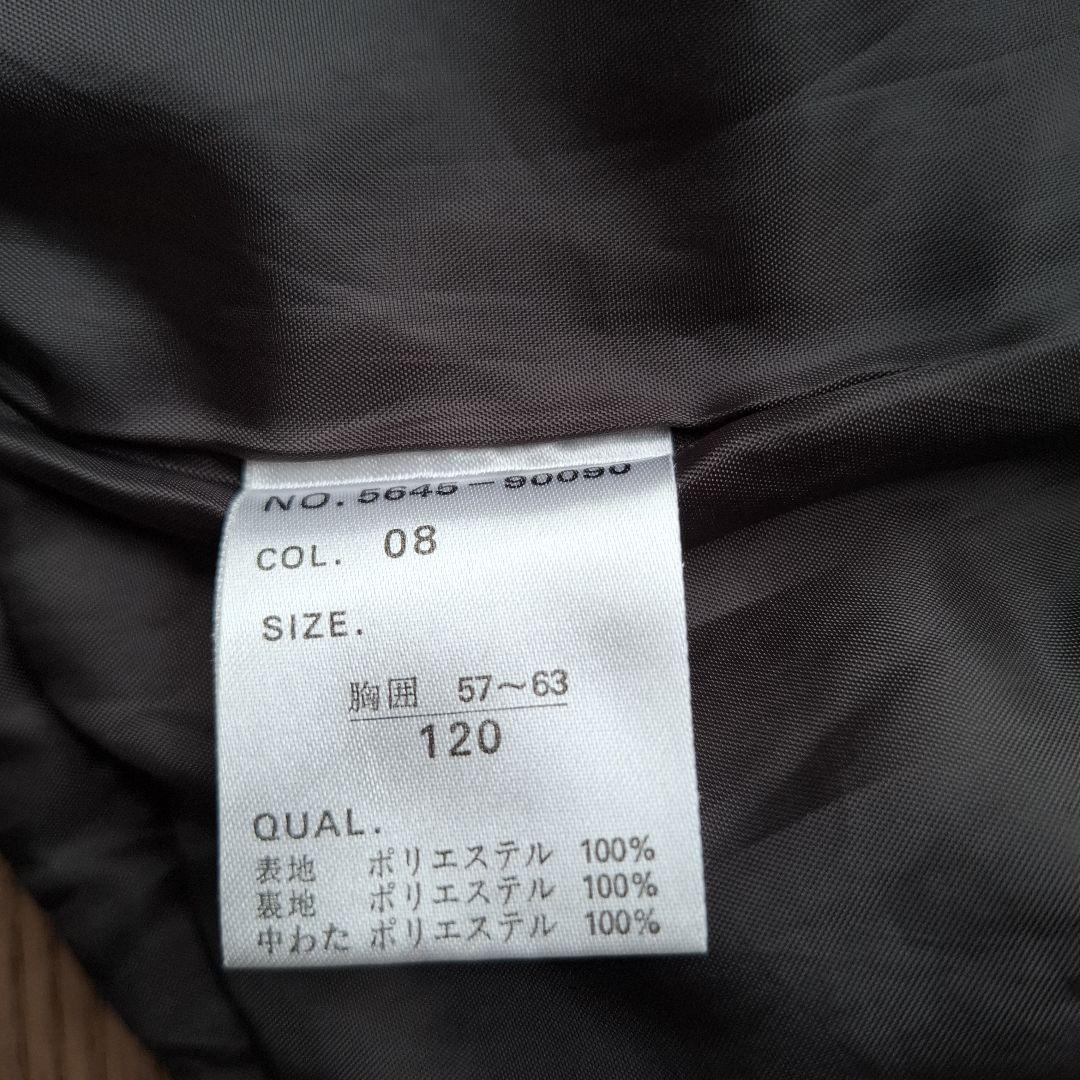 NO. 5645-90090
COL. 08
SIZE.
胸囲 57〜63
120
QUAL.
表地 ポリエステル 100%
裏地 ポリエステル 100%
中わた ポリエステル 100%